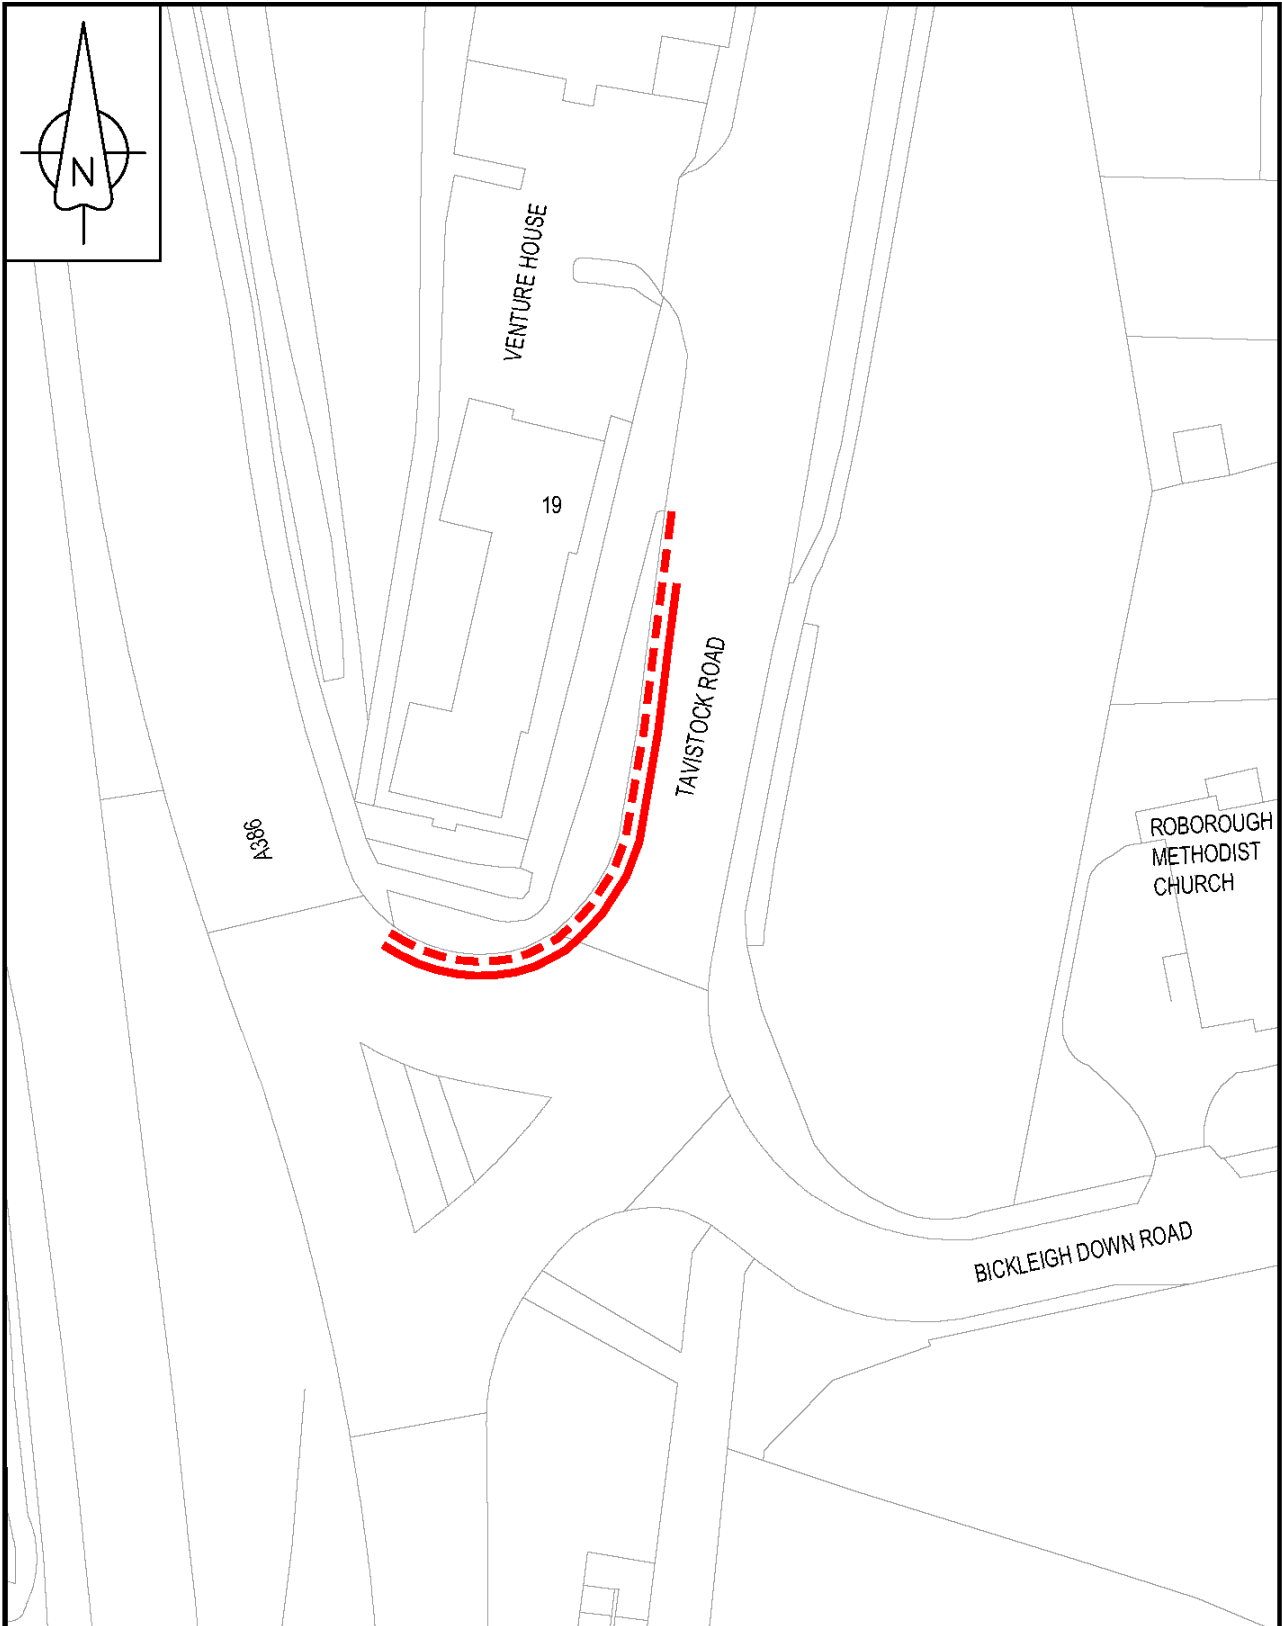 N
VENTURE HOUSE
19
TAVISTOCK ROAD
A386
ROBOROUGH
METHODIST
CHURCH
BICKLEIGH DOWN ROAD